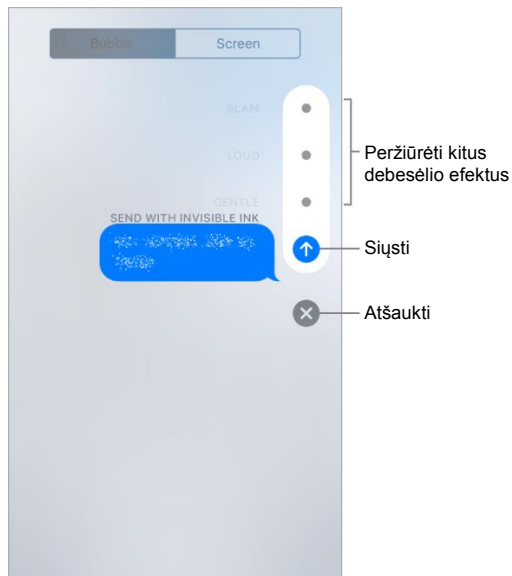 Bubble
Screen
SLAM
LOUD
GENTLE
SEND WITH INVISIBLE INK
Peržiūrėti kitus
debesėlio efektus
Siųsti
Atšaukti